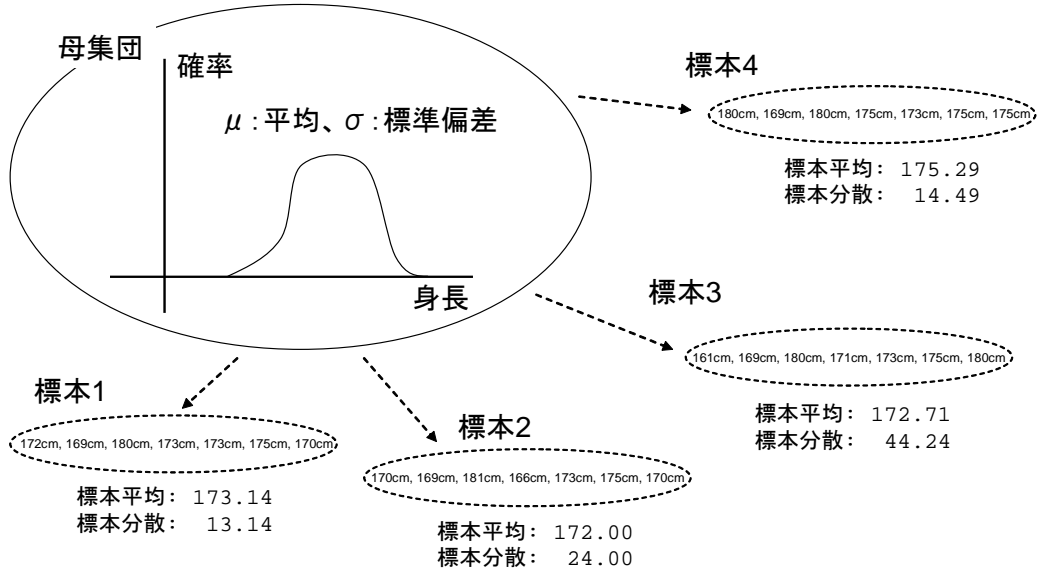 母集団
確率
μ:平均、σ:標準偏差
身長
標本4
180cm, 169cm, 180cm, 175cm, 173cm, 175cm, 175cm
標本平均: 175.29
標本分散: 14.49
標本3
161cm, 169cm, 180cm, 171cm, 173cm, 175cm, 180cm
標本平均: 172.71
標本分散: 44.24
標本1
172cm, 169cm, 180cm, 173cm, 173cm, 175cm, 170cm
標本平均: 173.14
標本分散: 13.14
標本2
170cm, 169cm, 181cm, 166cm, 173cm, 175cm, 170cm
標本平均: 172.00
標本分散: 24.00